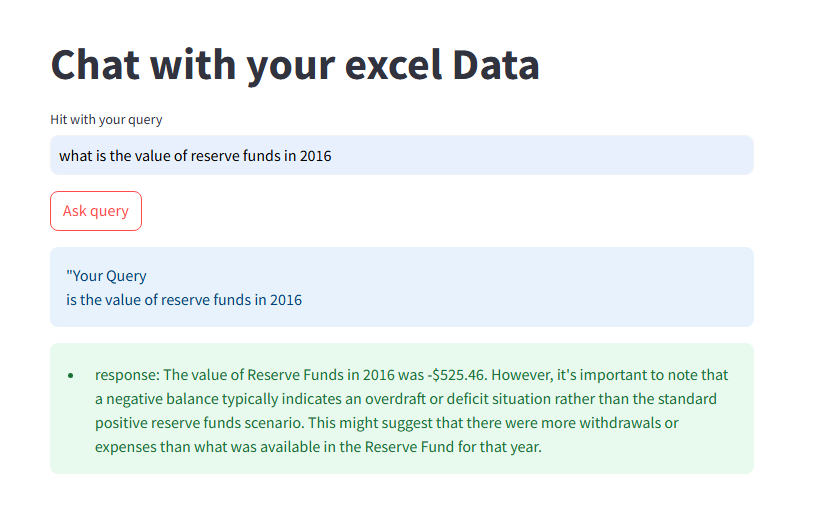 Chat with your excel Data
Hit with your query
what is the value of reserve funds in 2016
Ask query
"Your Query
is the value of reserve funds in 2016
• response: The value of Reserve Funds in 2016 was -$525.46. However, it's important to note that
a negative balance typically indicates an overdraft or deficit situation rather than the standard
positive reserve funds scenario. This might suggest that there were more withdrawals or
expenses than what was available in the Reserve Fund for that year.